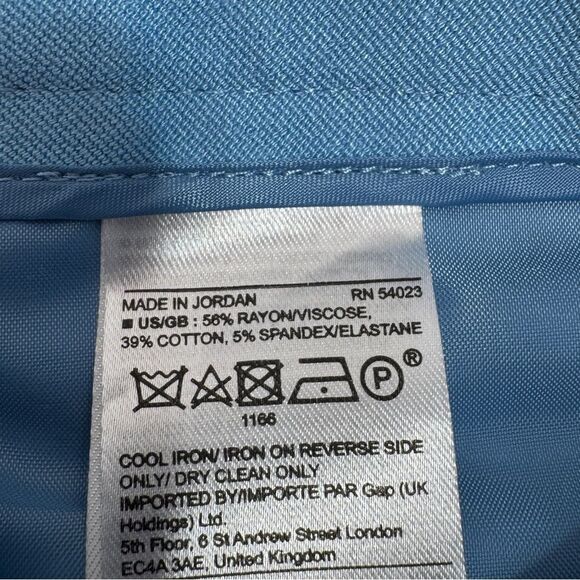 MADE IN JORDAN RN 54023
■ US/GB : 56% RAYON/VISCOSE,
39% COTTON, 5% SPANDEX/ELASTANE
P ®
1166
COOL IRON/ IRON ON REVERSE SIDE
ONLY/ DRY CLEAN ONLY
IMPORTED BY/IMPORTE PAR Gap (UK
Holdings) Ltd.
5th Floor, 6 St Andrew Street London
EC4A 3AE, United Kingdom